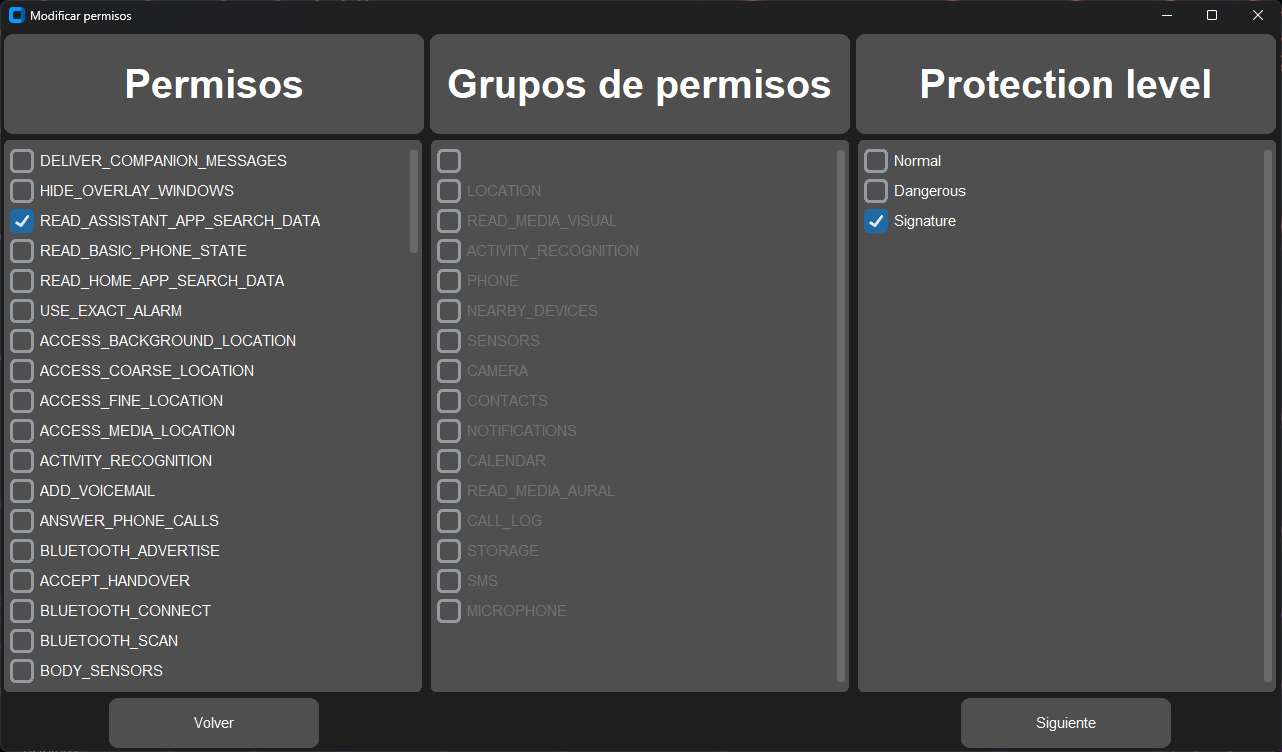 Modificar permisos
Permisos
Grupos de permisos
Protection level
DELIVER_COMPANION_MESSAGES
HIDE_OVERLAY_WINDOWS
READ_ASSISTANT_APP_SEARCH_DATA
READ_BASIC_PHONE_STATE
READ_HOME_APP_SEARCH_DATA
USE_EXACT_ALARM
ACCESS_BACKGROUND_LOCATION
ACCESS_COARSE_LOCATION
ACCESS_FINE_LOCATION
ACCESS_MEDIA_LOCATION
ACTIVITY_RECOGNITION
ADD_VOICEMAIL
ANSWER_PHONE_CALLS
BLUETOOTH_ADVERTISE
ACCEPT_HANDOVER
BLUETOOTH_CONNECT
BLUETOOTH_SCAN
BODY_SENSORS
LOCATION
READ_MEDIA_VISUAL
ACTIVITY_RECOGNITION
PHONE
NEARBY_DEVICES
SENSORS
CAMERA
CONTACTS
NOTIFICATIONS
CALENDAR
READ_MEDIA_AURAL
CALL_LOG
STORAGE
SMS
MICROPHONE
Normal
Dangerous
Signature
Volver
Siguiente